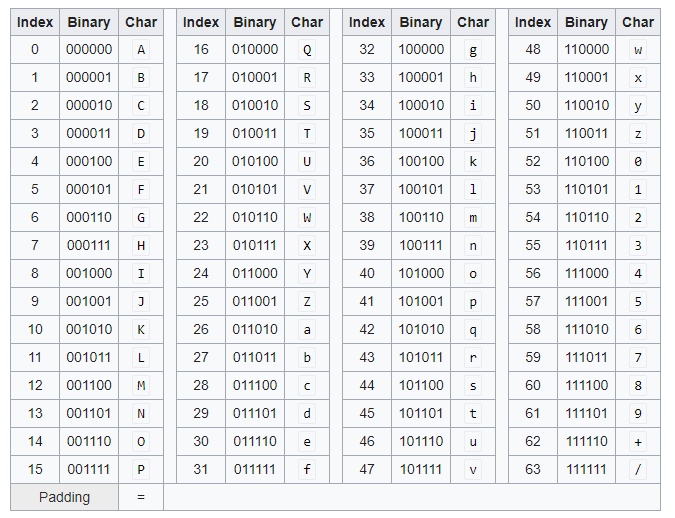 Index Binary Char Index Binary Char Index Binary Char Index Binary Char
0 000000 A 16 010000 Q 32 100000 g 48 110000 w
1 000001 B 17 010001 R 33 100001 h 49 110001 x
2 000010 C 18 010010 S 34 100010 i 50 110010 y
3 000011 D 19 010011 T 35 100011 j 51 110011 z
4 000100 E 20 010100 U 36 100100 k 52 110100 0
5 000101 F 21 010101 V 37 100101 l 53 110101 1
6 000110 G 22 010110 W 38 100110 m 54 110110 2
7 000111 H 23 010111 X 39 100111 n 55 110111 3
8 001000 I 24 011000 Y 40 101000 o 56 111000 4
9 001001 J 25 011001 Z 41 101001 p 57 111001 5
10 001010 K 26 011010 a 42 101010 q 58 111010 6
11 001011 L 27 011011 b 43 101011 r 59 111011 7
12 001100 M 28 011100 c 44 101100 s 60 111100 8
13 001101 N 29 011101 d 45 101101 t 61 111101 9
14 001110 O 30 011110 e 46 101110 u 62 111110 +
15 001111 P 31 011111 f 47 101111 v 63 111111 /
Padding =